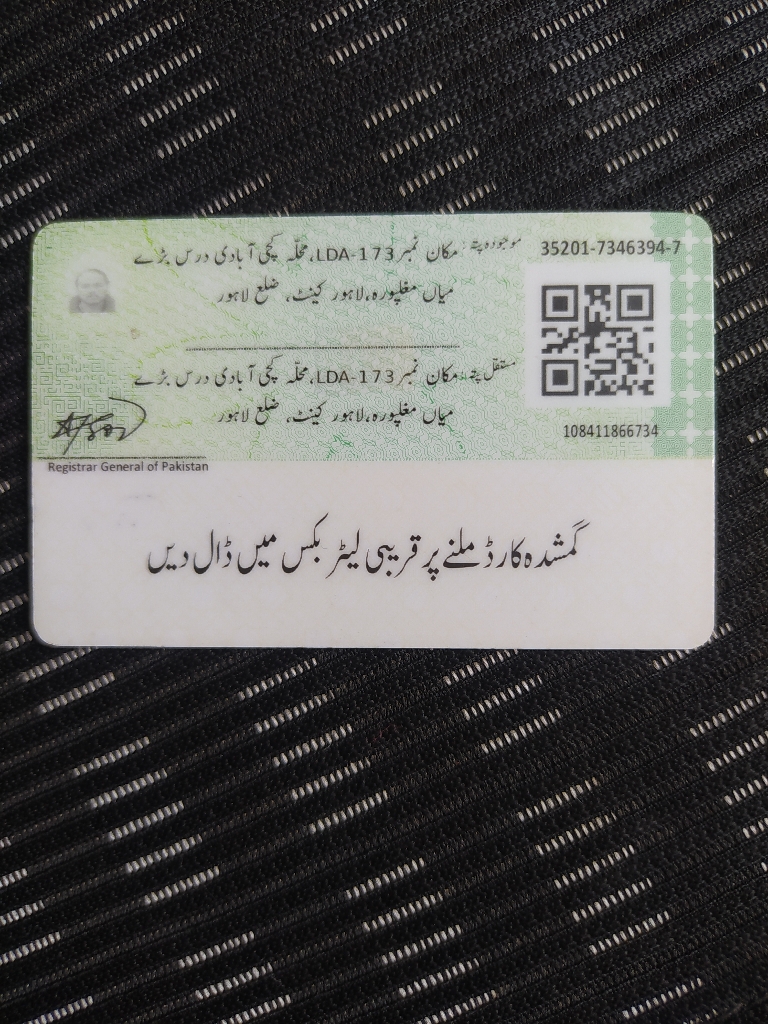 35201-7346394-7
موجودہ پتہ: مکان نمبر LDA-173، محلّہ کچی آبادی درس بڑے
میاں مغلپورہ، لاہور کینٹ، ضلع لاہور
مستقل پتہ: مکان نمبر LDA-173، محلّہ کچی آبادی درس بڑے
میاں مغلپورہ، لاہور کینٹ، ضلع لاہور
108411866734
Registrar General of Pakistan
گمشدہ کارڈ ملنے پر قریبی لیٹر بکس میں ڈال دیں